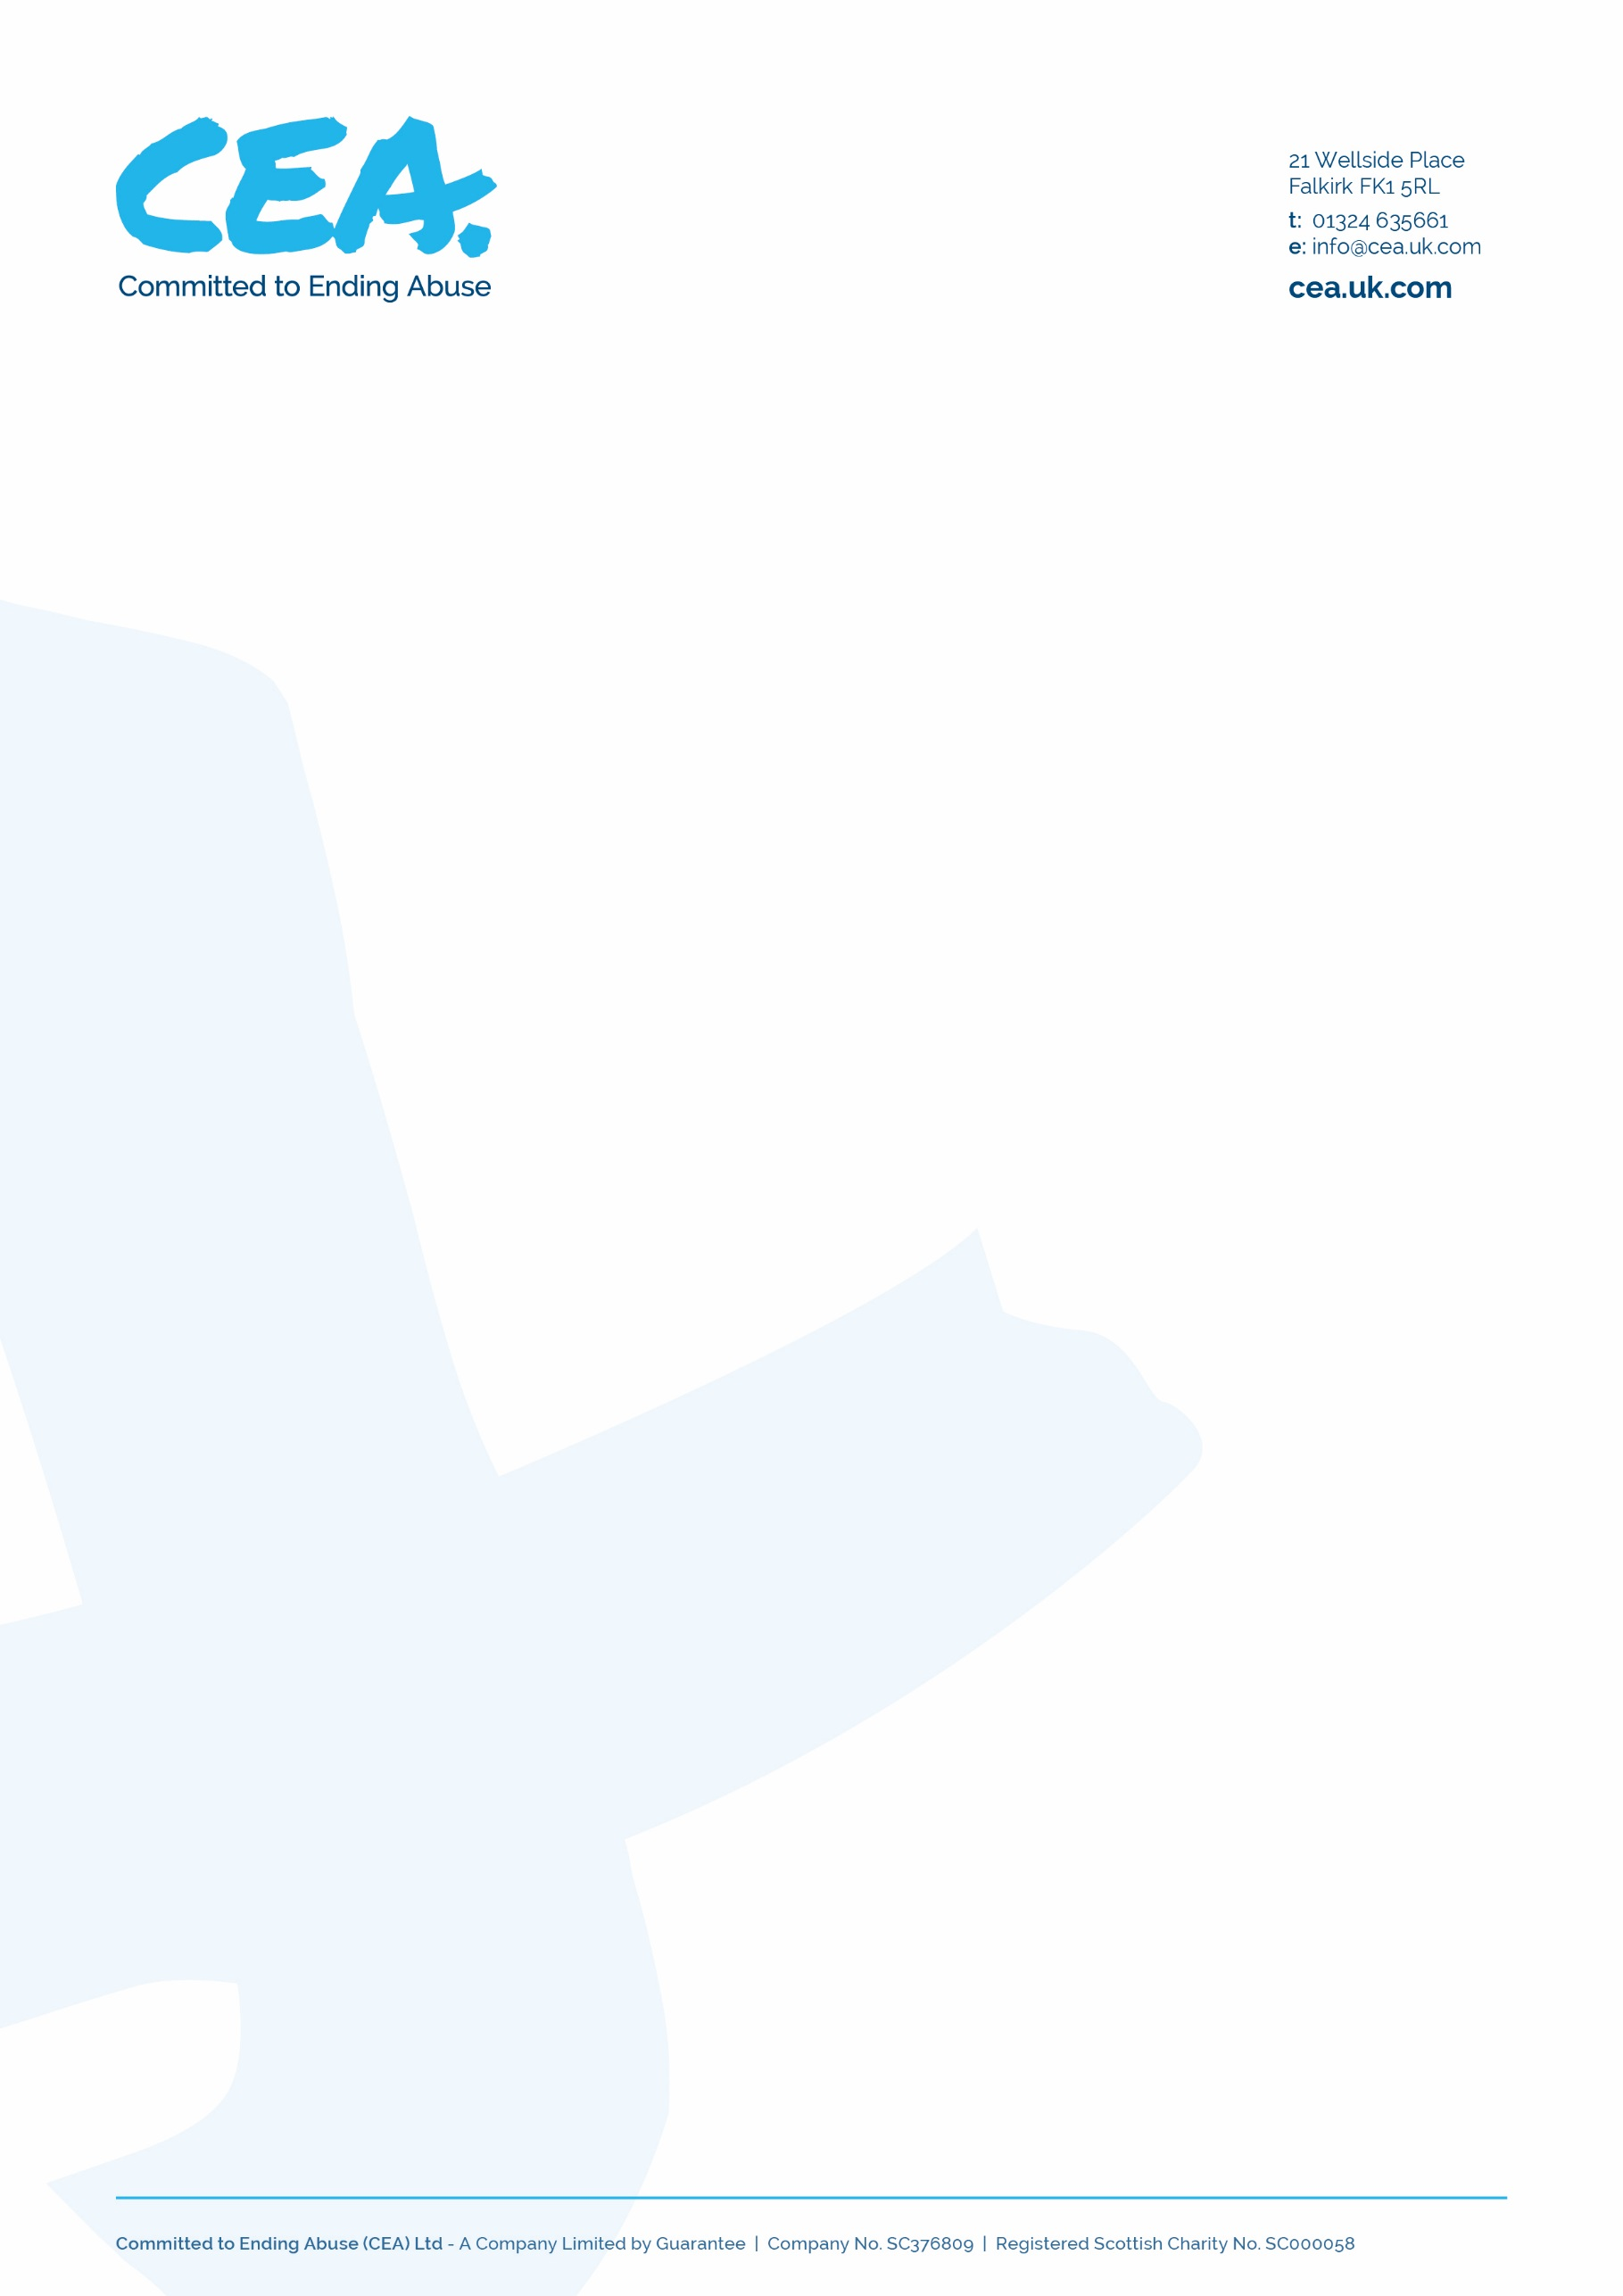 CEA.
Committed to Ending Abuse
21 Wellside Place
Falkirk FK1 5RL
t: 01324 635661
e: info@cea.uk.com
cea.uk.com
Committed to Ending Abuse (CEA) Ltd - A Company Limited by Guarantee | Company No. SC376809 | Registered Scottish Charity No. SC000058